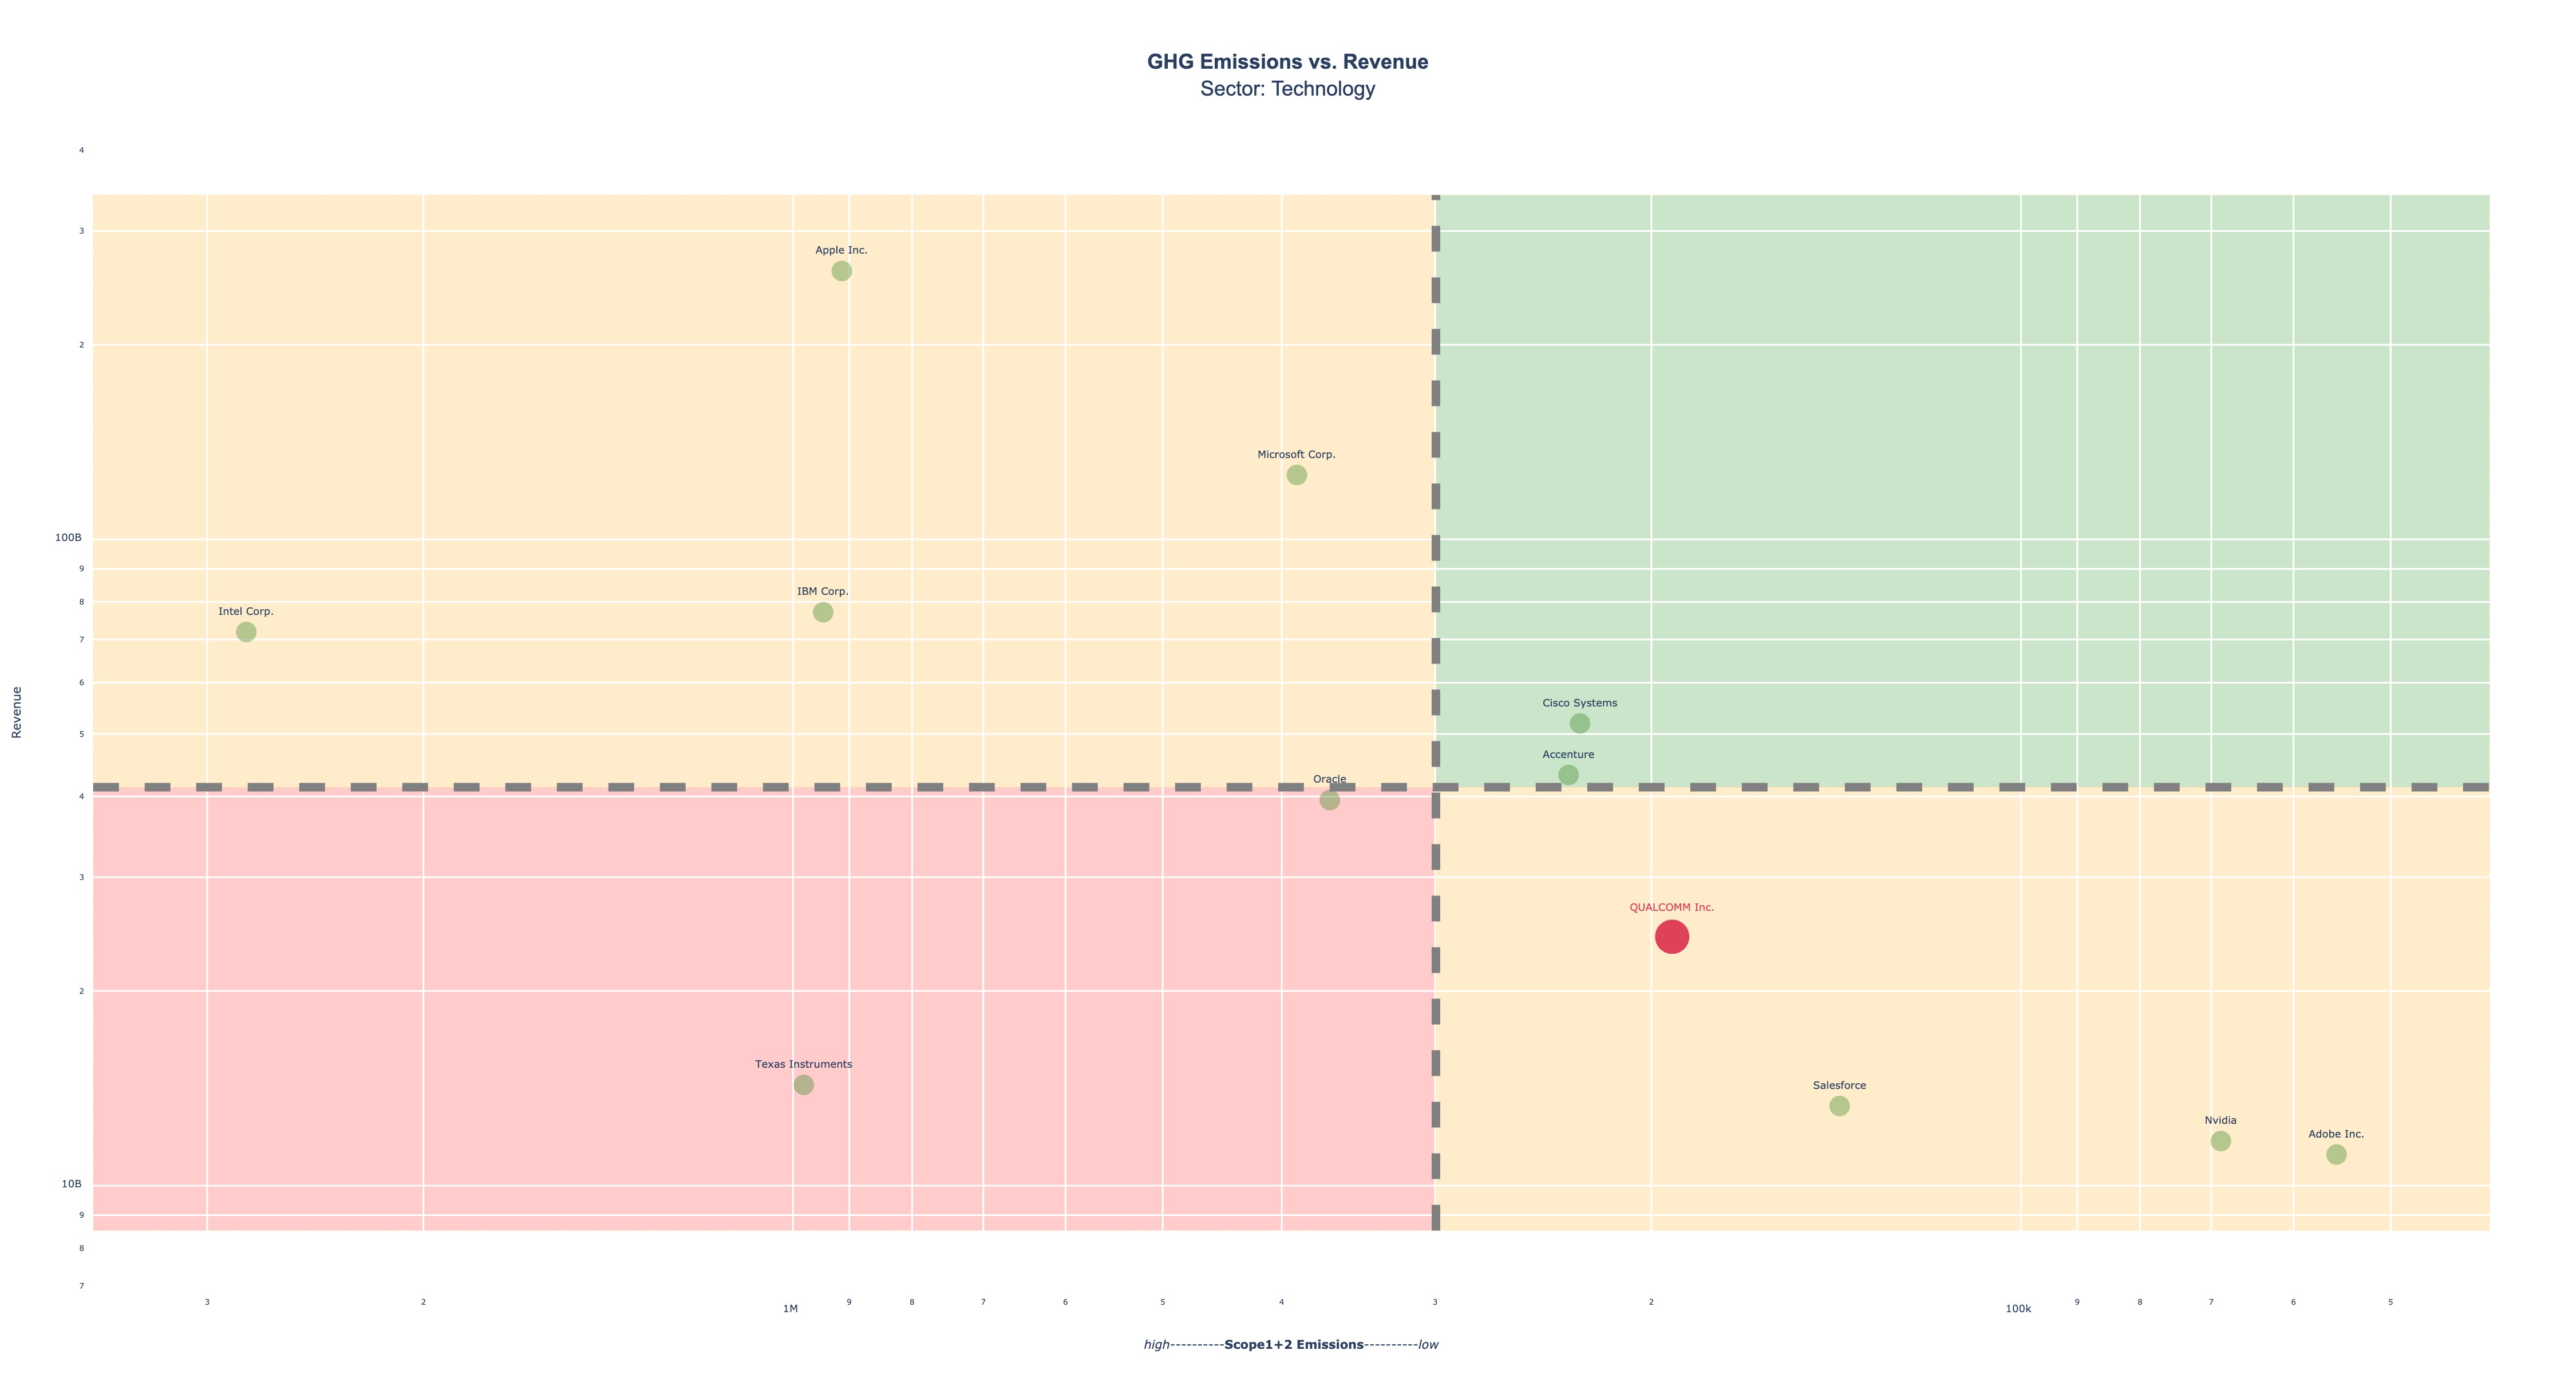 GHG Emissions vs. Revenue
Sector: Technology
4
3
Apple Inc.
2
Microsoft Corp.
100B
9
8
IBM Corp.
Intel Corp.
7
6
Cisco Systems
5
Accenture
Oracle
4
3
QUALCOMM Inc.
2
Texas Instruments
Salesforce
Nvidia
Adobe Inc.
10B
9
8
7
Revenue
3 2 1M 9 8 7 6 5 4 3 2 100k 9 8 7 6 5
high----------Scope1+2 Emissions----------low